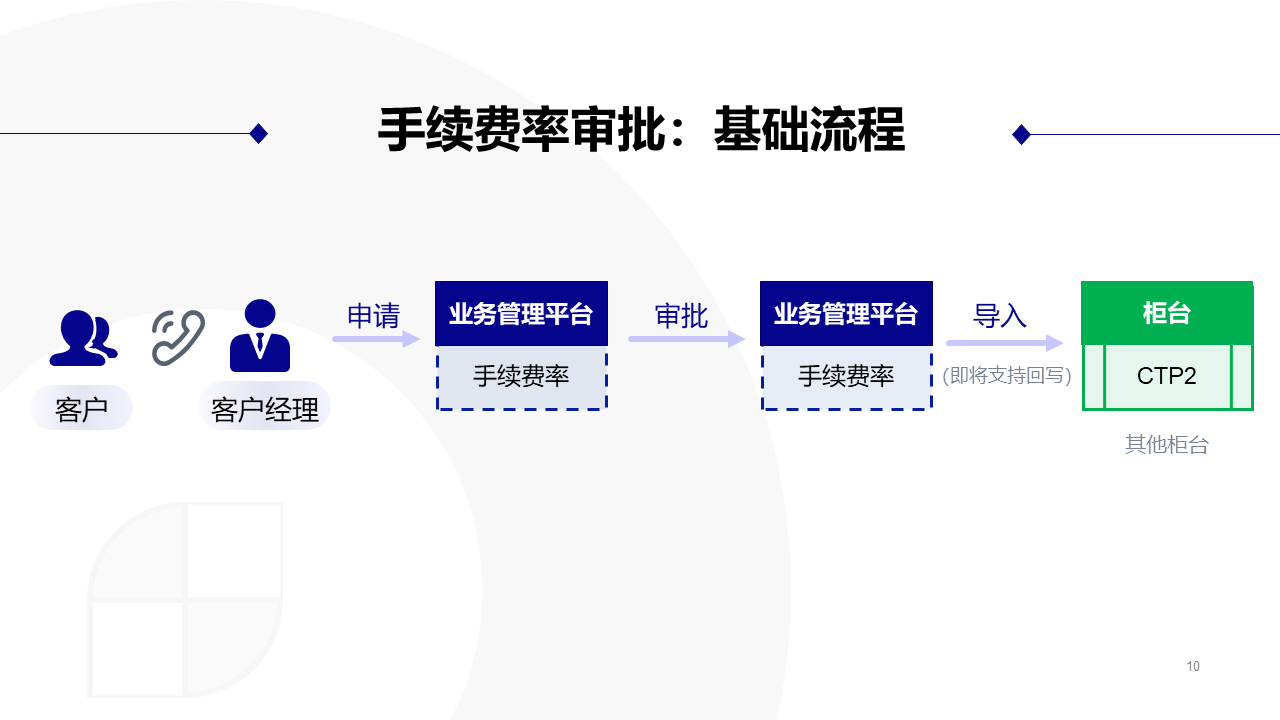 手续费率审批：基础流程
客户
客户经理
申请
业务管理平台
手续费率
审批
业务管理平台
手续费率
导入
(即将支持回写)
柜台
CTP2
其他柜台
10